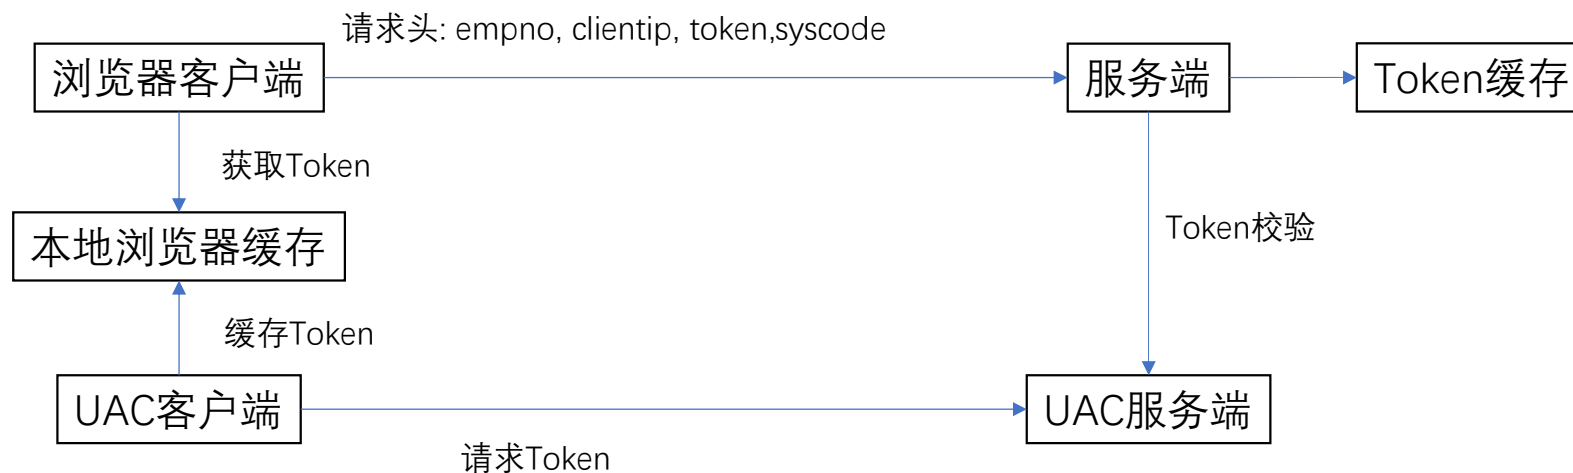 请求头: empno, clientip, token,syscode
浏览器客户端
服务端
Token缓存
获取Token
本地浏览器缓存
Token校验
缓存Token
UAC客户端
UAC服务端
请求Token